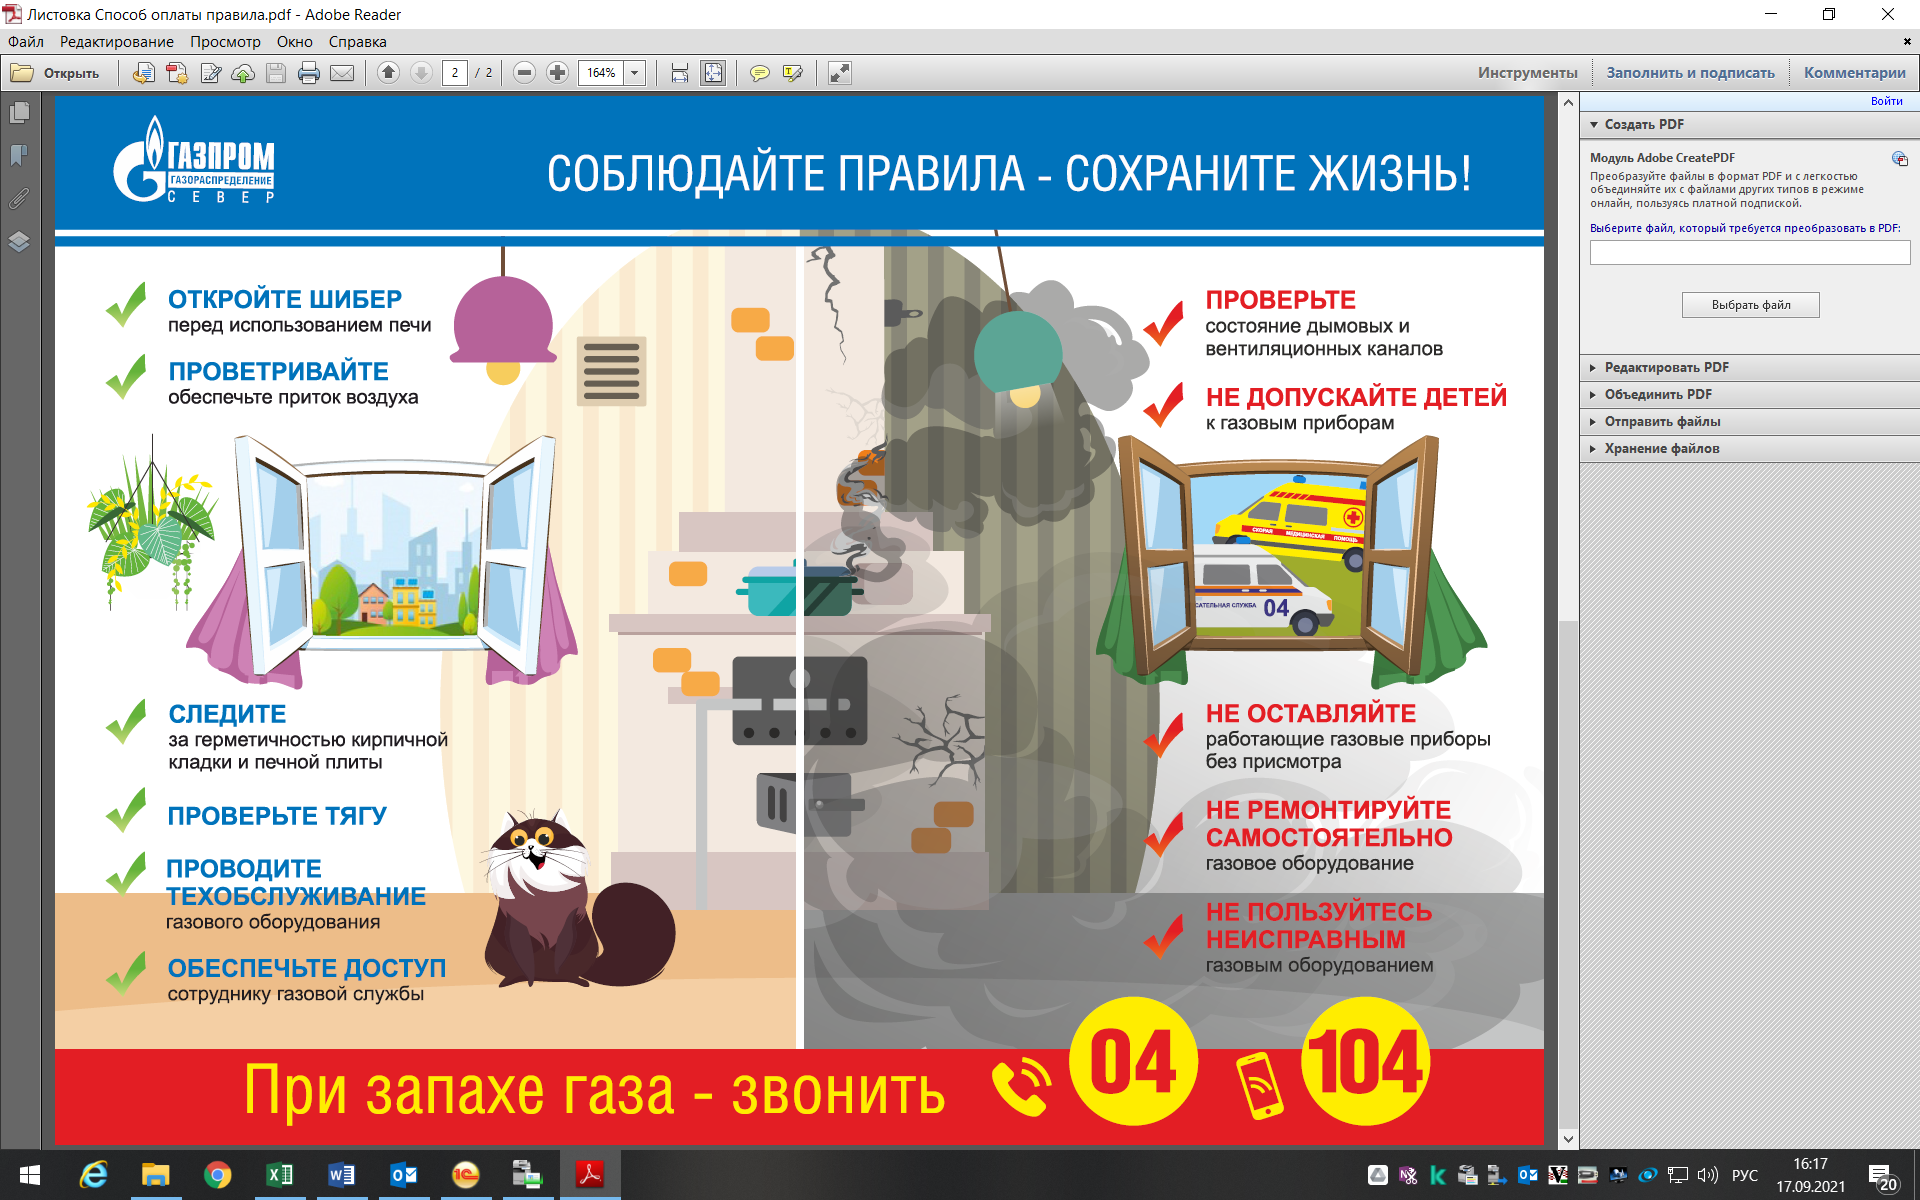 Листовка Способ оплаты правила.pdf - Adobe Reader
Файл Редактирование Просмотр Окно Справка
Открыть 2 / 2 164% Инструменты Заполнить и подписать Комментарии
Войти
Создать PDF
Модуль Adobe CreatePDF
Преобразуйте файлы в формат PDF и с легкостью
объединяйте их с файлами других типов в режиме
онлайн, пользуясь платной подпиской.
Выберите файл, который требуется преобразовать в PDF:
Выбрать файл
Редактировать PDF
Объединить PDF
Отправить файлы
Хранение файлов
ГАЗПРОМ
ГАЗОРАСПРЕДЕЛЕНИЕ
СЕВЕР
СОБЛЮДАЙТЕ ПРАВИЛА - СОХРАНИТЕ ЖИЗНЬ!
ОТКРОЙТЕ ШИБЕР
перед использованием печи
ПРОВЕТРИВАЙТЕ
обеспечьте приток воздуха
СЛЕДИТЕ
за герметичностью кирпичной
кладки и печной плиты
ПРОВЕРЬТЕ ТЯГУ
ПРОВОДИТЕ
ТЕХОБСЛУЖИВАНИЕ
газового оборудования
ОБЕСПЕЧЬТЕ ДОСТУП
сотруднику газовой службы
ПРОВЕРЬТЕ
состояние дымовых и
вентиляционных каналов
НЕ ДОПУСКАЙТЕ ДЕТЕЙ
к газовым приборам
СКОРАЯ МЕДИЦИНСКАЯ ПОМОЩЬ
САТЕЛЬНАЯ СЛУЖБА 04
НЕ ОСТАВЛЯЙТЕ
работающие газовые приборы
без присмотра
НЕ РЕМОНТИРУЙТЕ
САМОСТОЯТЕЛЬНО
газовое оборудование
НЕ ПОЛЬЗУЙТЕСЬ
НЕИСПРАВНЫМ
газовым оборудованием
При запахе газа - звонить 04 104
РУС
16:17
17.09.2021
20